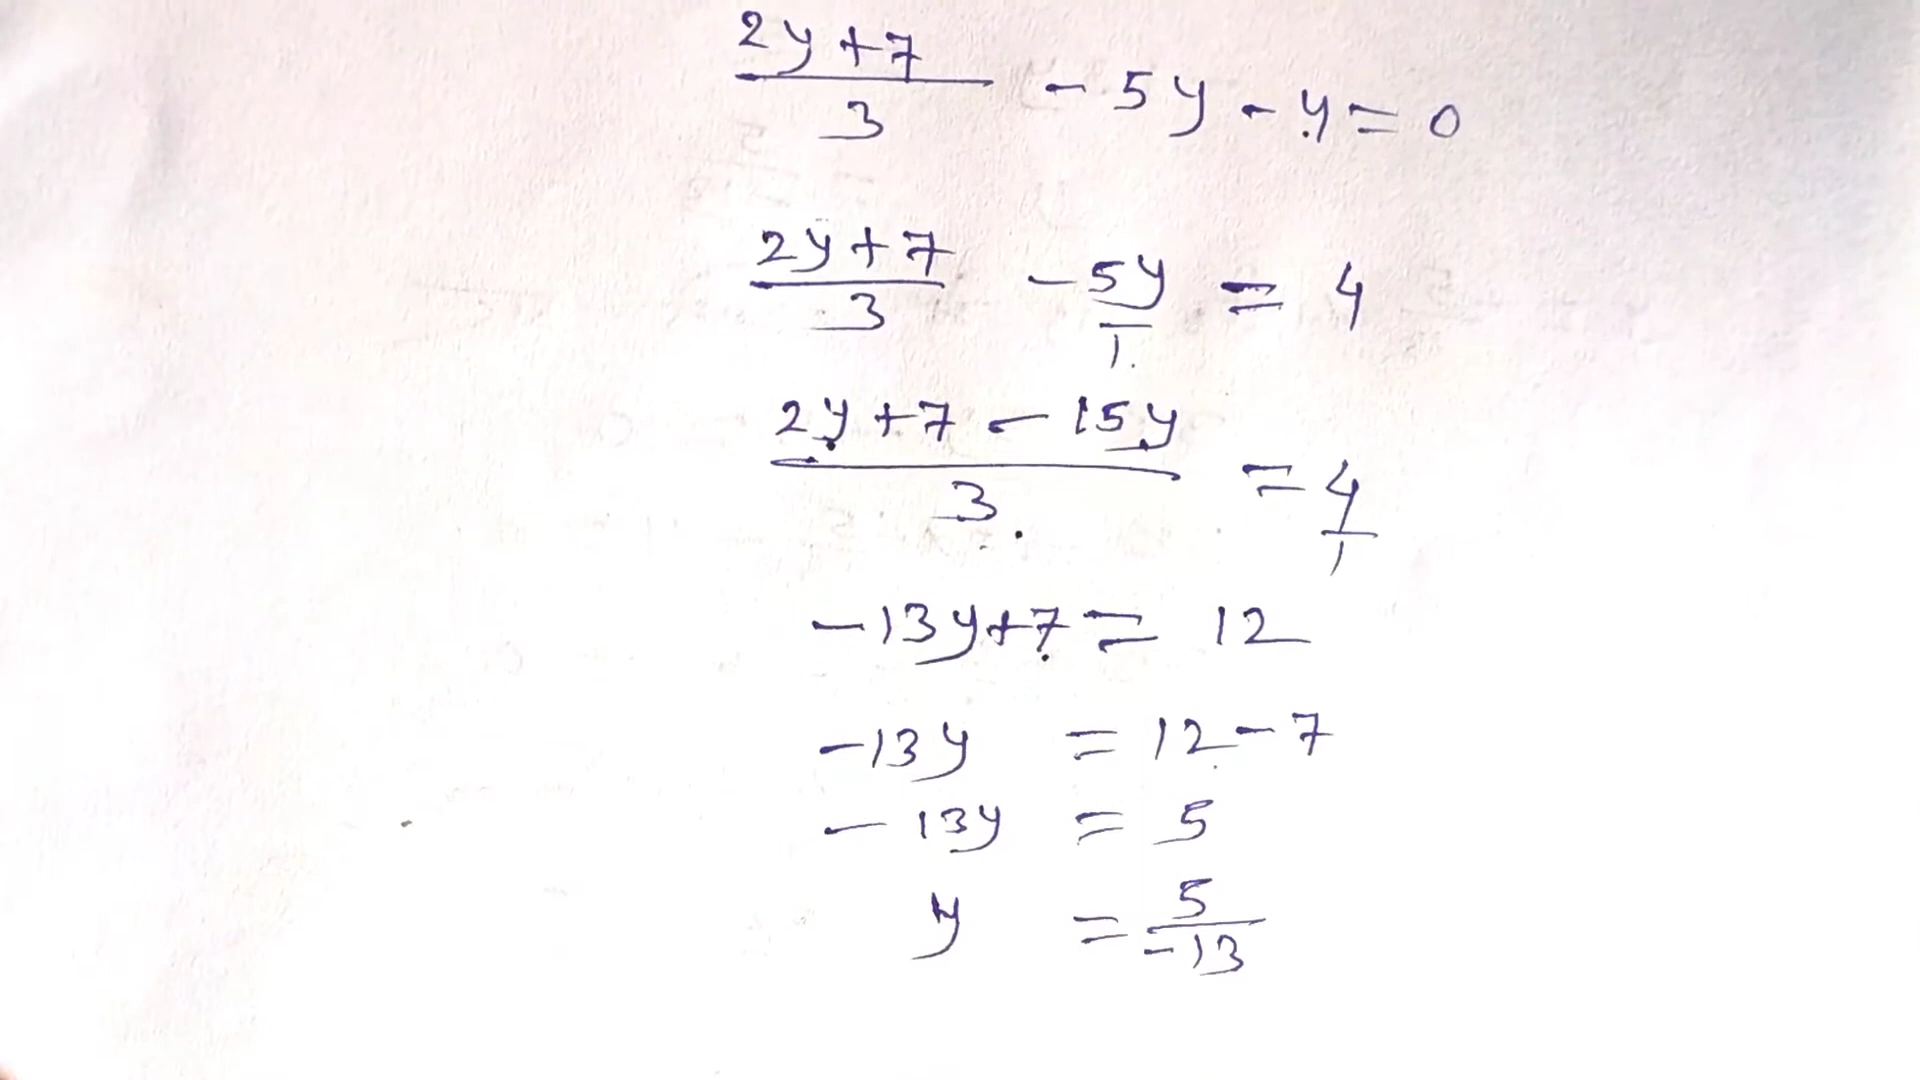 (2y+7)/3 - 5y - 4 = 0
(2y+7)/3 - 5y/1. = 4
(2y+7-15y)/3. = 4/1
-13y+7 = 12
-13y = 12-7
-13y = 5
y = 5/-13